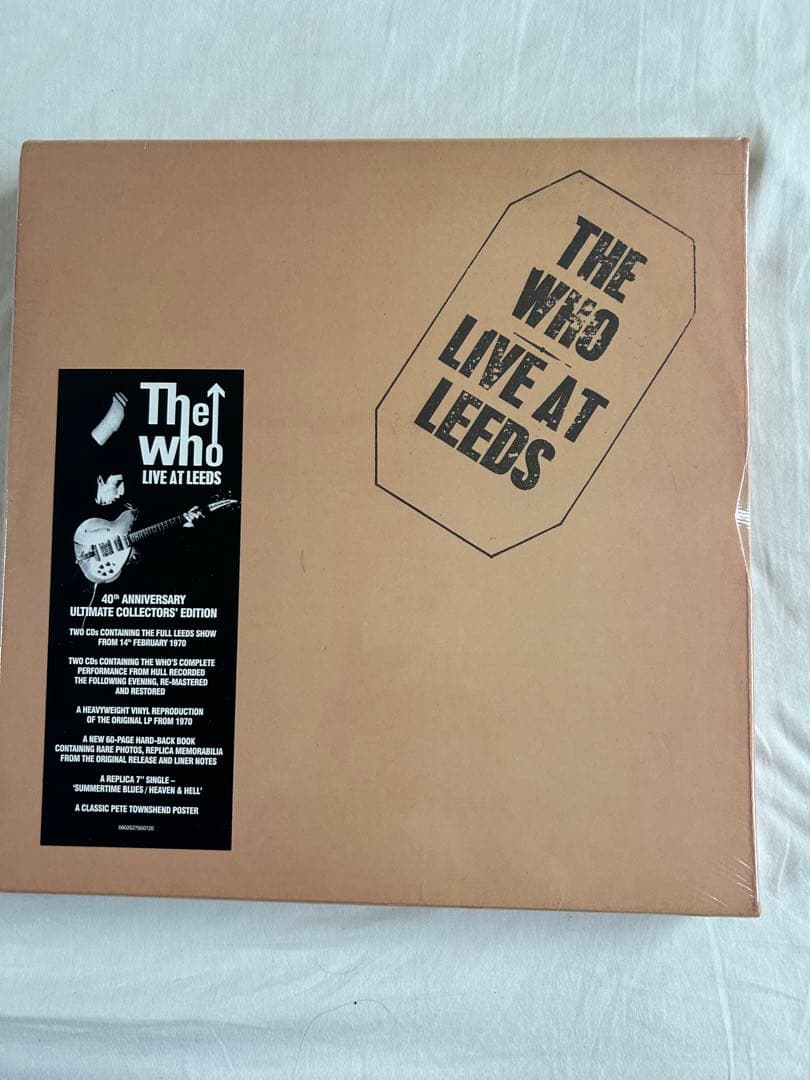 THE
WHO
LIVE AT
LEEDS
The
who
LIVE AT LEEDS
40th ANNIVERSARY
ULTIMATE COLLECTORS' EDITION
TWO CDs CONTAINING THE FULL LEEDS SHOW
FROM 14th FEBRUARY 1970
TWO CDs CONTAINING THE WHO'S COMPLETE
PERFORMANCE FROM HULL RECORDED
THE FOLLOWING EVENING, RE-MASTERED
AND RESTORED
A HEAVYWEIGHT VINYL REPRODUCTION
OF THE ORIGINAL LP FROM 1970
A NEW 60-PAGE HARD-BACK BOOK
CONTAINING RARE PHOTOS, REPLICA MEMORABILIA
FROM THE ORIGINAL RELEASE AND LINER NOTES
A REPLICA 7" SINGLE –
'SUMMERTIME BLUES / HEAVEN & HELL'
A CLASSIC PETE TOWNSHEND POSTER